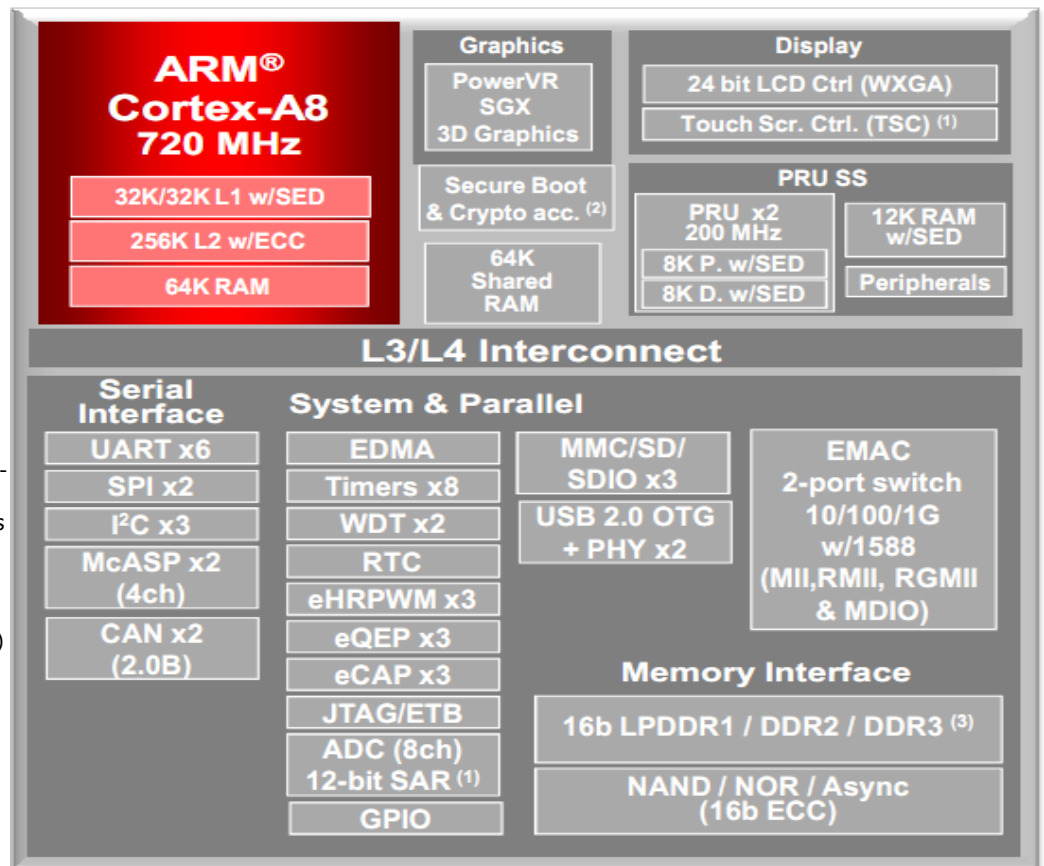 ARM®
Cortex-A8
720 MHz
32K/32K L1 w/SED
256K L2 w/ECC
64K RAM
Graphics
PowerVR
SGX
3D Graphics
Secure Boot
& Crypto acc. (2)
64K
Shared
RAM
Display
24 bit LCD Ctrl (WXGA)
Touch Scr. Ctrl. (TSC) (1)
PRU SS
PRU x2
200 MHz
8K P. w/SED
8K D. w/SED
12K RAM
w/SED
Peripherals
L3/L4 Interconnect
Serial
Interface
UART x6
SPI x2
I²C x3
McASP x2
(4ch)
CAN x2
(2.0B)
System & Parallel
EDMA
Timers x8
WDT x2
RTC
eHRPWM x3
eQEP x3
eCAP x3
JTAG/ETB
ADC (8ch)
12-bit SAR (1)
GPIO
MMC/SD/
SDIO x3
USB 2.0 OTG
+ PHY x2
EMAC
2-port switch
10/100/1G
w/1588
(MII,RMII, RGMII
& MDIO)
Memory Interface
16b LPDDR1 / DDR2 / DDR3 (3)
NAND / NOR / Async
(16b ECC)
-
s
)